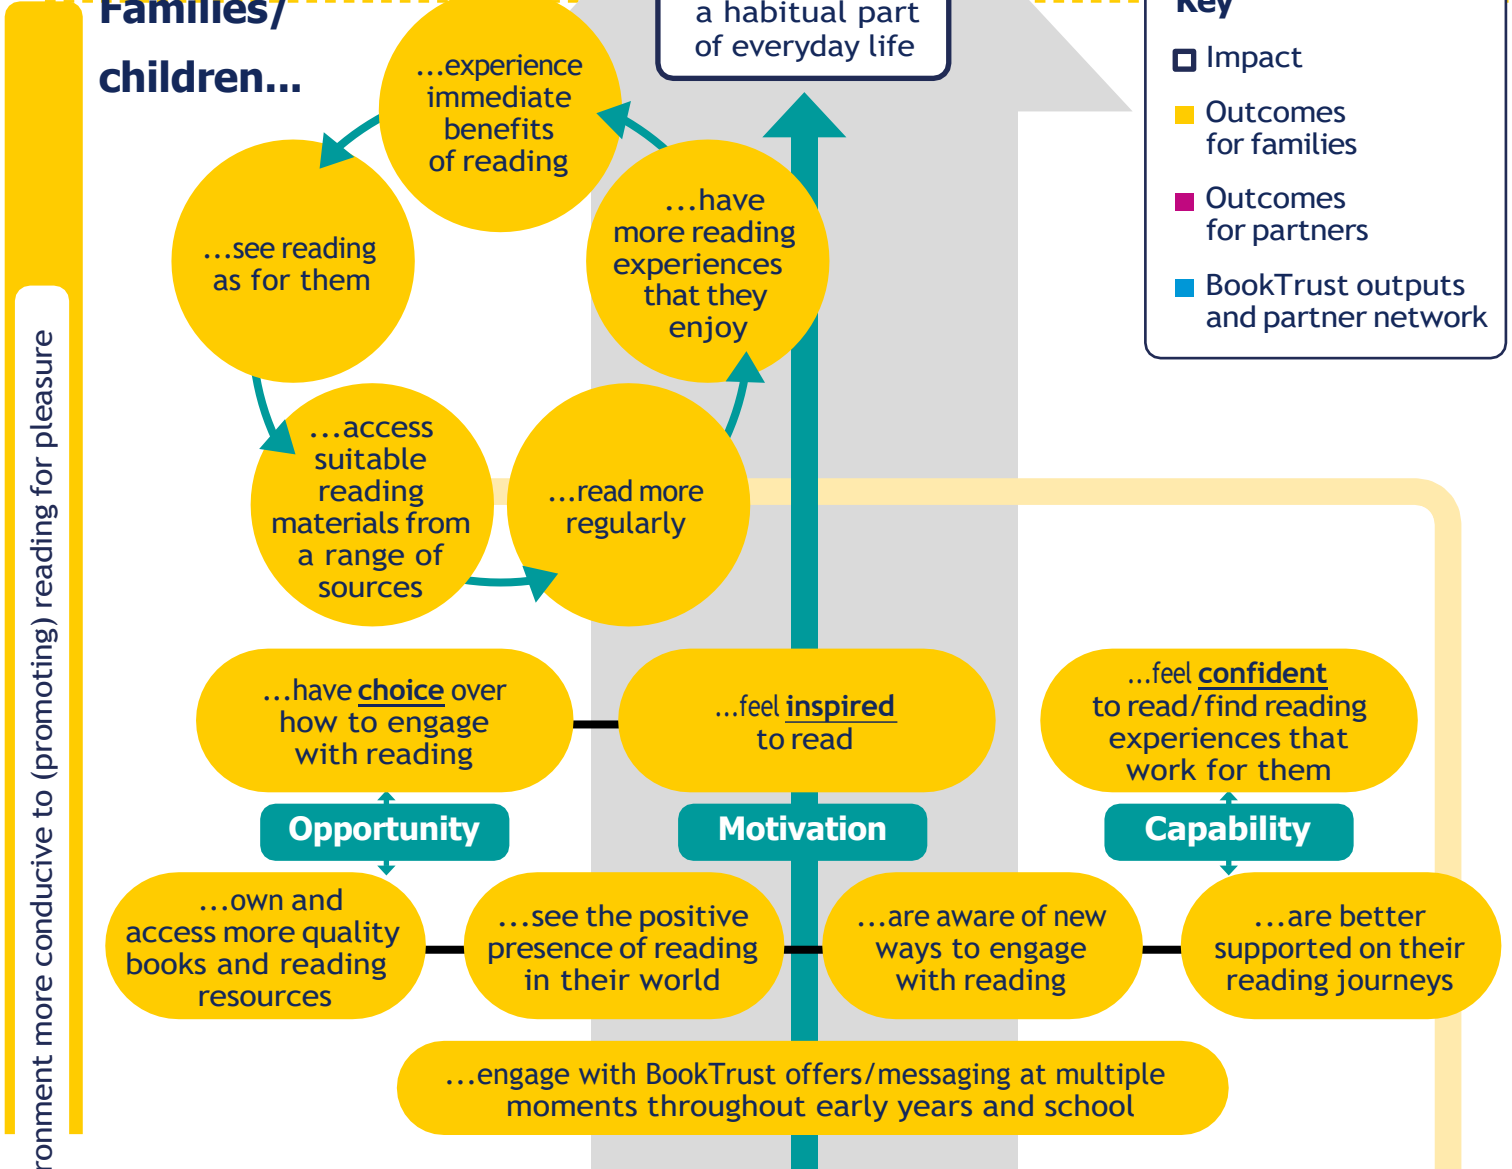 Families/
children...
a habitual part
of everyday life
Key
Impact
Outcomes
for families
Outcomes
for partners
BookTrust outputs
and partner network
...experience
immediate
benefits
of reading
...have
more reading
experiences
that they
enjoy
...see reading
as for them
...access
suitable
reading
materials from
a range of
sources
...read more
regularly
...have choice over
how to engage
with reading
...feel inspired
to read
...feel confident
to read/find reading
experiences that
work for them
Opportunity
Motivation
Capability
...own and
access more quality
books and reading
resources
...see the positive
presence of reading
in their world
...are aware of new
ways to engage
with reading
...are better
supported on their
reading journeys
...engage with BookTrust offers/messaging at multiple
moments throughout early years and school
ronment more conducive to (promoting) reading for pleasure